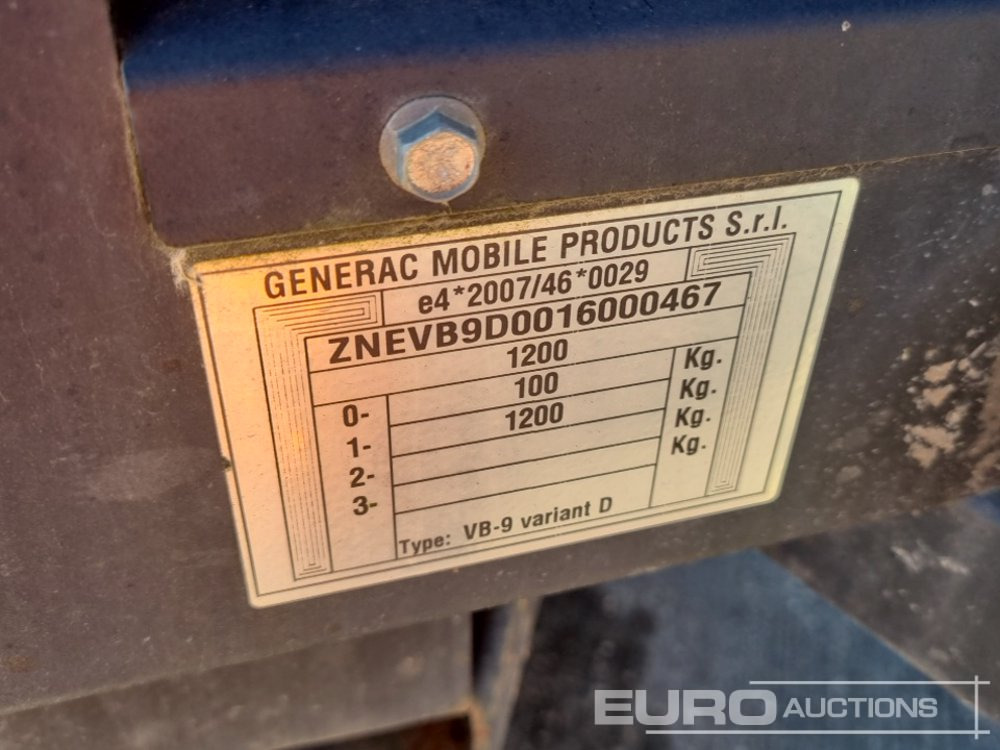 GENERAC MOBILE PRODUCTS S.r.l.
e4*2007/46*0029
ZNEVB9D0016000467
1200 Kg.
0- 100 Kg.
1- 1200 Kg.
2- Kg.
3-
Type: VB-9 variant D
EURO AUCTIONS